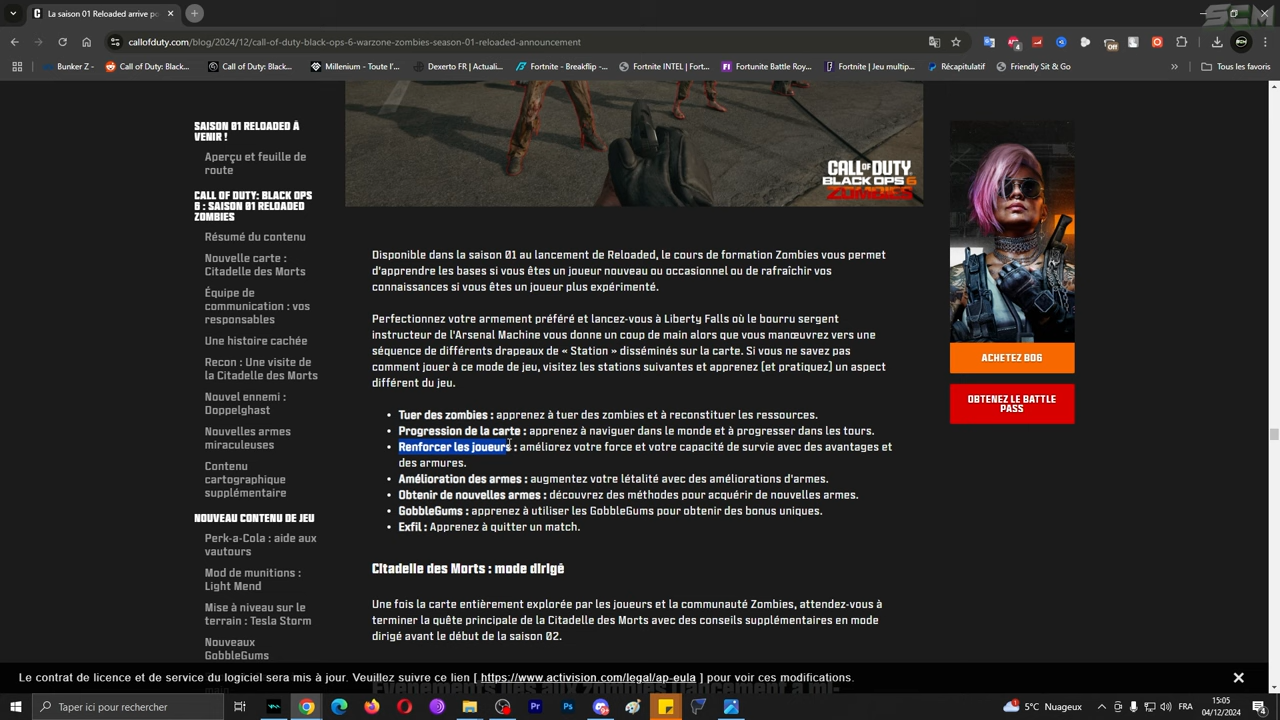 SCM
La saison 01 Reloaded arrive po
callofduty.com/blog/2024/12/call-of-duty-black-ops-6-warzone-zombies-season-01-reloaded-announcement
Bunker Z -
Call of Duty: Black...
Call of Duty: Black...
Millenium - Toute l'...
Dexerto FR | Actuali...
Fortnite - Breakflip -...
Fortnite INTEL | Fort...
Fortunite Battle Roy...
Fortnite | Jeu multip...
Récapitulatif
Friendly Sit & Go
Tous les favoris
SAISON 01 RELOADED À
VENIR !
Aperçu et feuille de
route
CALL OF DUTY: BLACK OPS
6 : SAISON 01 RELOADED
ZOMBIES
Résumé du contenu
Nouvelle carte :
Citadelle des Morts
Équipe de
communication : vos
responsables
Une histoire cachée
Recon : Une visite de
la Citadelle des Morts
Nouvel ennemi :
Doppelghast
Nouvelles armes
miraculeuses
Contenu
cartographique
supplémentaire
NOUVEAU CONTENU DE JEU
Perk-a-Cola : aide aux
vautours
Mod de munitions :
Light Mend
Mise à niveau sur le
terrain : Tesla Storm
Nouveaux
GobbleGums
CALL OF DUTY
BLACK OPS 6
ZOMBIES
Disponible dans la saison 01 au lancement de Reloaded, le cours de formation Zombies vous permet
d'apprendre les bases si vous êtes un joueur nouveau ou occasionnel ou de rafraîchir vos
connaissances si vous êtes un joueur plus expérimenté.
Perfectionnez votre armement préféré et lancez-vous à Liberty Falls où le bourru sergent
instructeur de l'Arsenal Machine vous donne un coup de main alors que vous manœuvrez vers une
séquence de différents drapeaux de « Station » disséminés sur la carte. Si vous ne savez pas
comment jouer à ce mode de jeu, visitez les stations suivantes et apprenez (et pratiquez) un aspect
différent du jeu.
• Tuer des zombies : apprenez à tuer des zombies et à reconstituer les ressources.
• Progression de la carte : apprenez à naviguer dans le monde et à progresser dans les tours.
• Renforcer les joueurs : améliorez votre force et votre capacité de survie avec des avantages et
des armures.
• Amélioration des armes : augmentez votre létalité avec des améliorations d'armes.
• Obtenir de nouvelles armes : découvrez des méthodes pour acquérir de nouvelles armes.
• GobbleGums : apprenez à utiliser les GobbleGums pour obtenir des bonus uniques.
• Exfil : Apprenez à quitter un match.
Citadelle des Morts : mode dirigé
Une fois la carte entièrement explorée par les joueurs et la communauté Zombies, attendez-vous à
terminer la quête principale de la Citadelle des Morts avec des conseils supplémentaires en mode
dirigé avant le début de la saison 02.
ACHETEZ BO6
OBTENEZ LE BATTLE
PASS
Le contrat de licence et de service du logiciel sera mis à jour. Veuillez suivre ce lien [ https://www.activision.com/legal/ap-eula ] pour voir ces modifications.
Taper ici pour rechercher
5°C Nuageux
15:05
04/12/2024